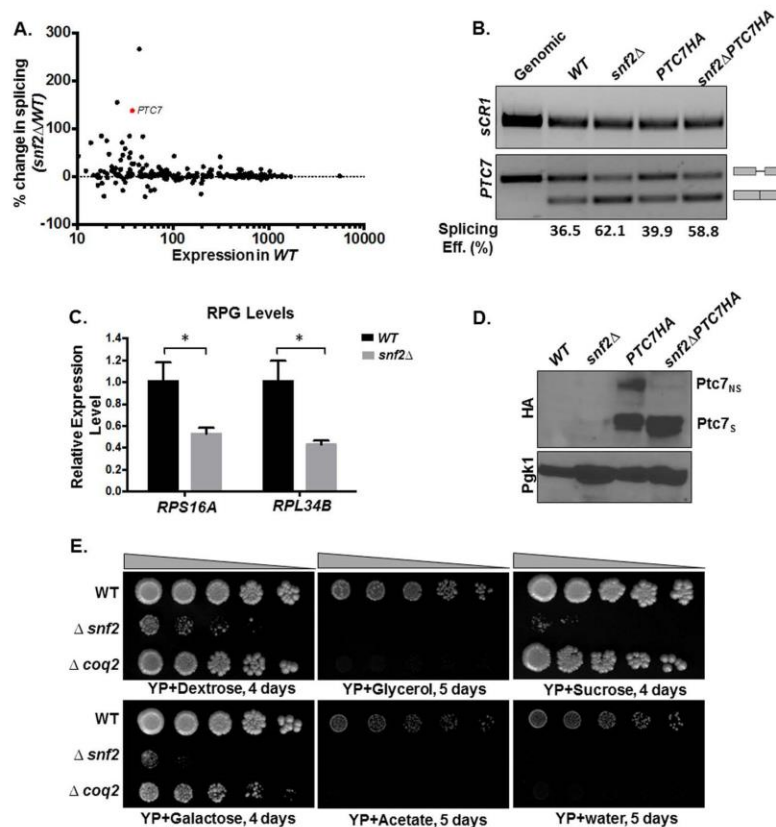 A.
300
200
100
0
-100
% change in splicing
(snf2Δ/WT)
PTC7
10
100
1000
10000
Expression in WT
B.
Genomic
WT
snf2Δ
PTC7HA
snf2ΔPTC7HA
sCR1
PTC7
Splicing
Eff. (%)
36.5 62.1 39.9 58.8
C.
RPG Levels
Relative Expression
Level
1.4
1.2
1.0
0.8
0.6
0.4
0.2
0.0
*
*
WT
snf2Δ
RPS16A
RPL34B
D.
WT
snf2Δ
PTC7HA
snf2ΔPTC7HA
HA
Ptc7NS
Ptc7S
Pgk1
E.
WT
Δ snf2
Δ coq2
YP+Dextrose, 4 days
YP+Glycerol, 5 days
YP+Sucrose, 4 days
WT
Δ snf2
Δ coq2
YP+Galactose, 4 days
YP+Acetate, 5 days
YP+water, 5 days